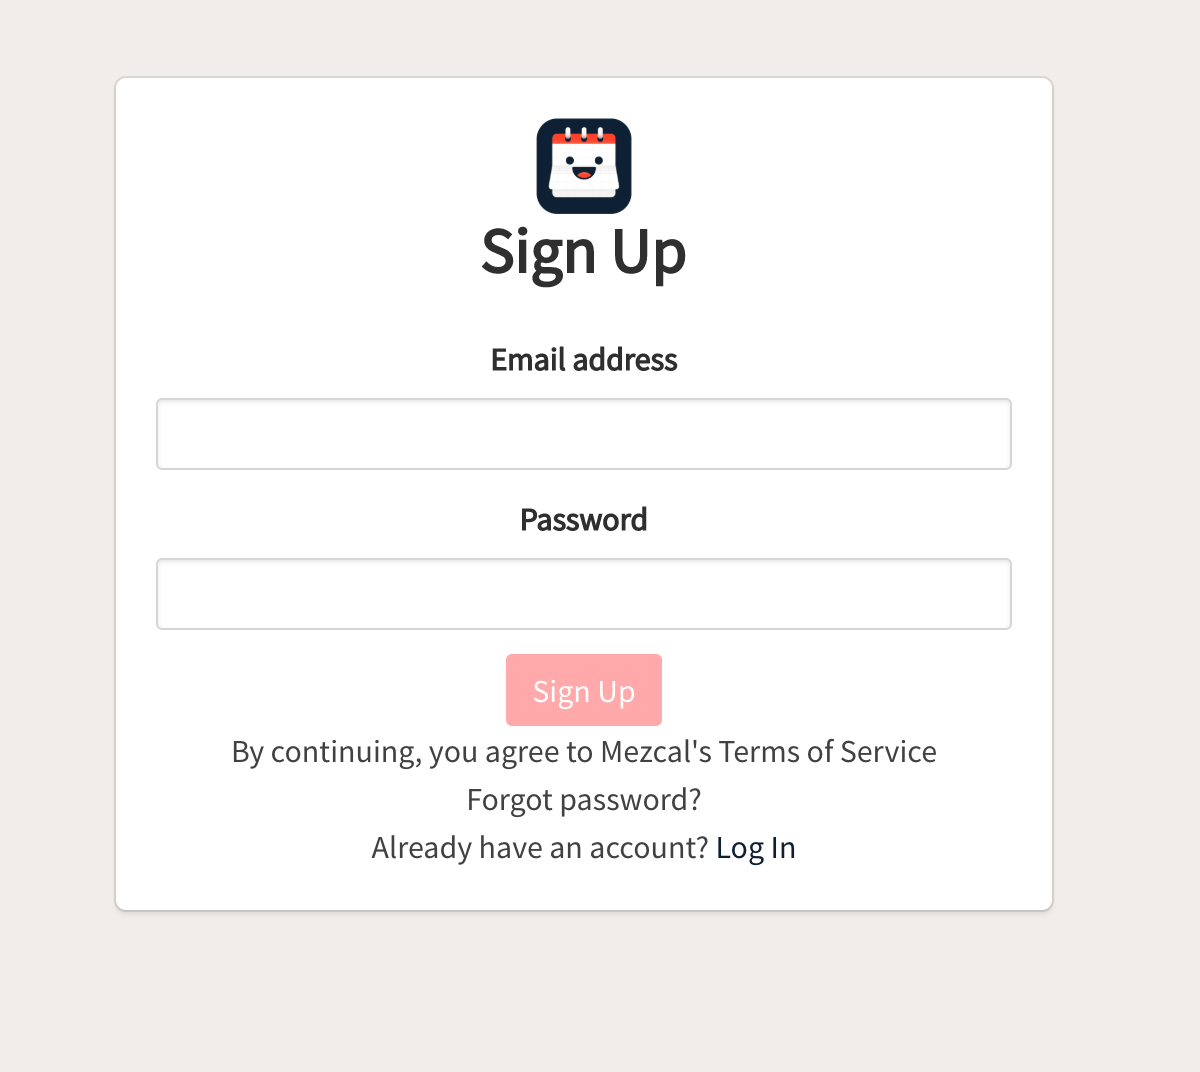 Sign Up
Email address
Password
Sign Up
By continuing, you agree to Mezcal's Terms of Service
Forgot password?
Already have an account? Log In